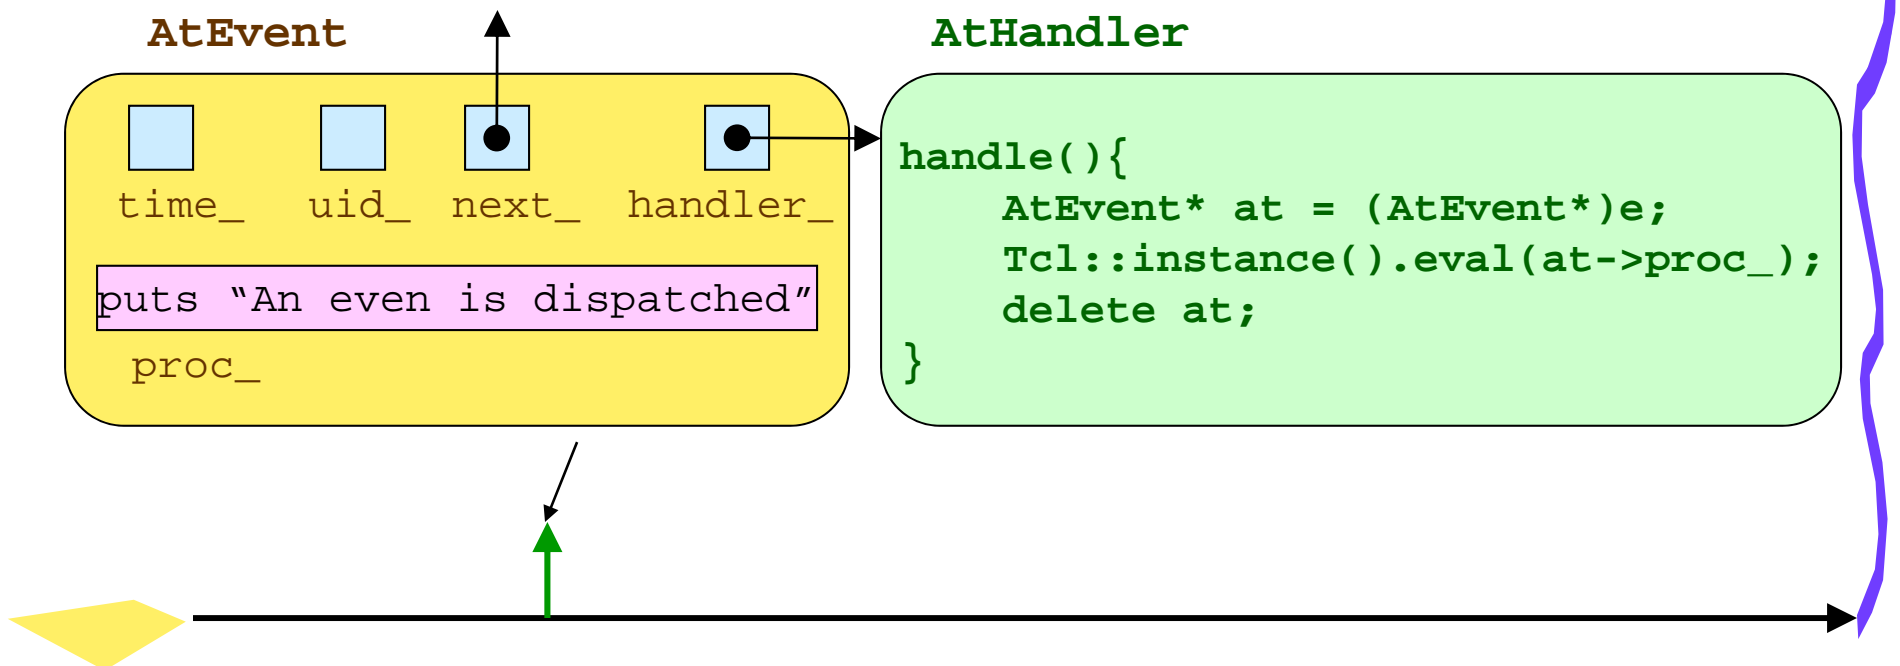 AtEvent
AtHandler
time_ uid_ next_ handler_
puts “An even is dispatched”
proc_
handle(){
AtEvent* at = (AtEvent*)e;
Tcl::instance().eval(at->proc_);
delete at;
}